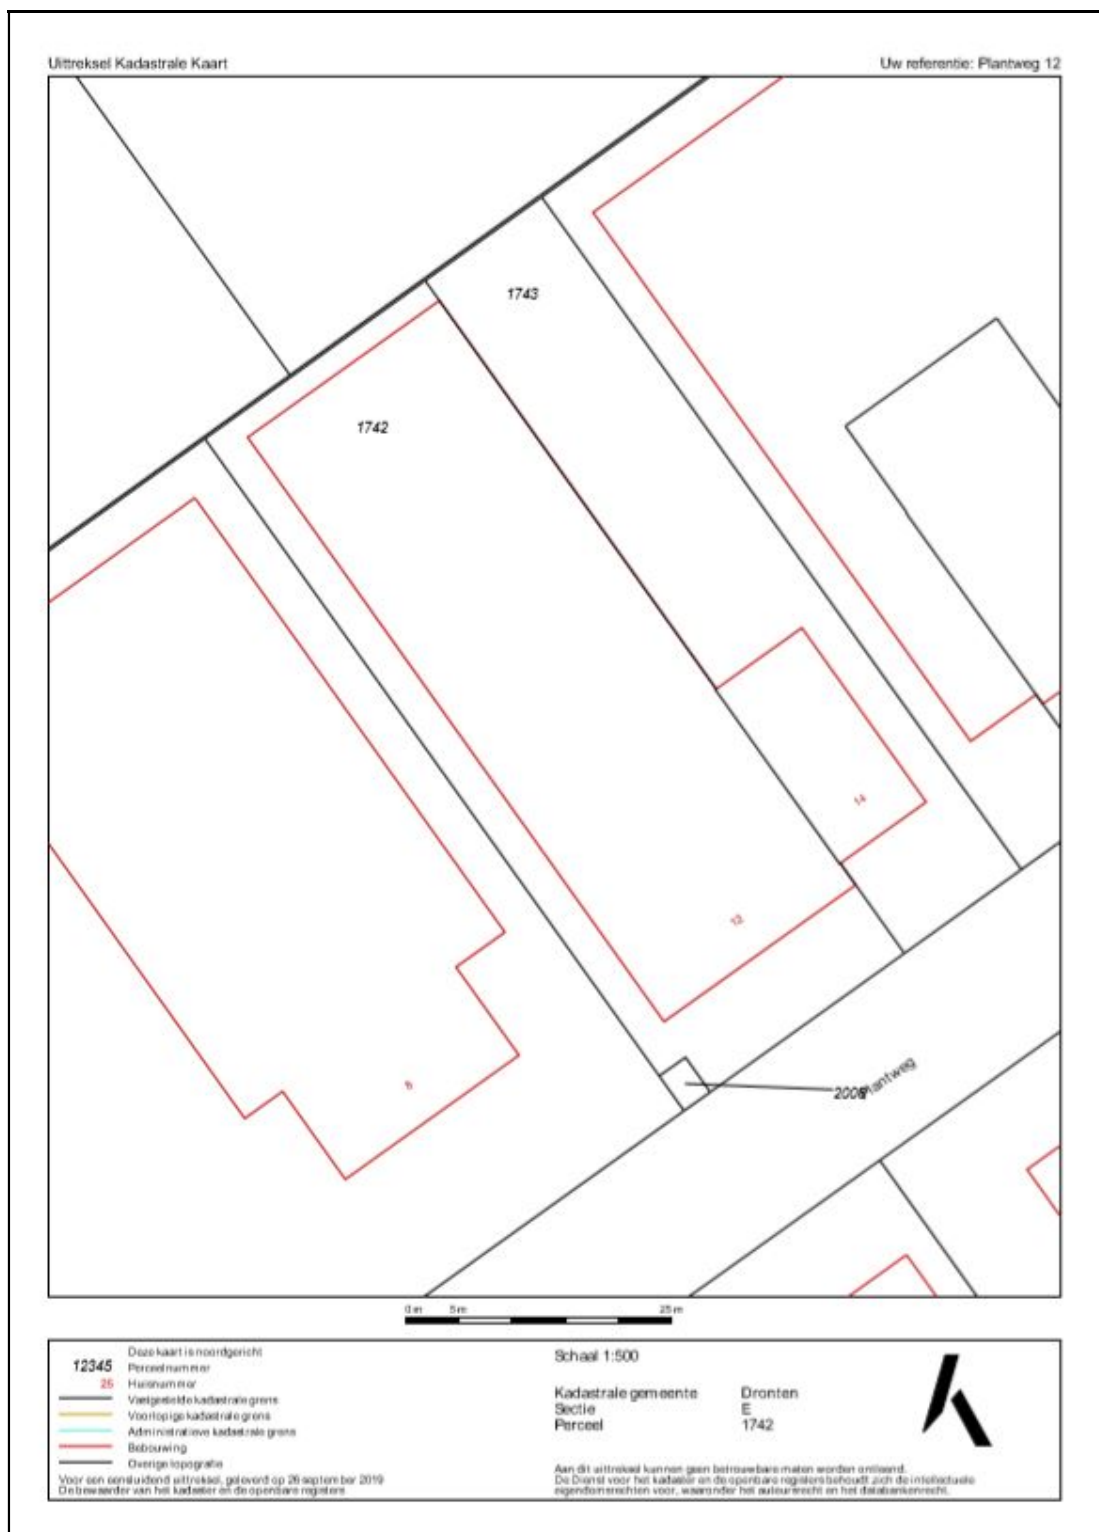 Uittreksel Kadastrale Kaart
Uw referentie: Plantweg 12
1743
1742
14
12
8
Plantweg
0 m 5 m 25 m
Deze kaart is noordgericht
12345 Perceelnummer
25 Huisnummer
Vastgestelde kadastrale grens
Voorlopige kadastrale grens
Administratieve kadastrale grens
Bebouwing
Overige topografie
Voor een eensluidend uittreksel, geleverd op 26 september 2019
De bewaarder van het kadaster en de openbare registers
Schaal 1:500
Kadastrale gemeente Dronten
Sectie E
Perceel 1742
Aan dit uittreksel kunnen geen betrouwbare maten worden ontleend.
De Dienst voor het kadaster en de openbare registers behoudt zich de intellectuele
eigendomsrechten voor, waaronder het auteursrecht en het databankenrecht.